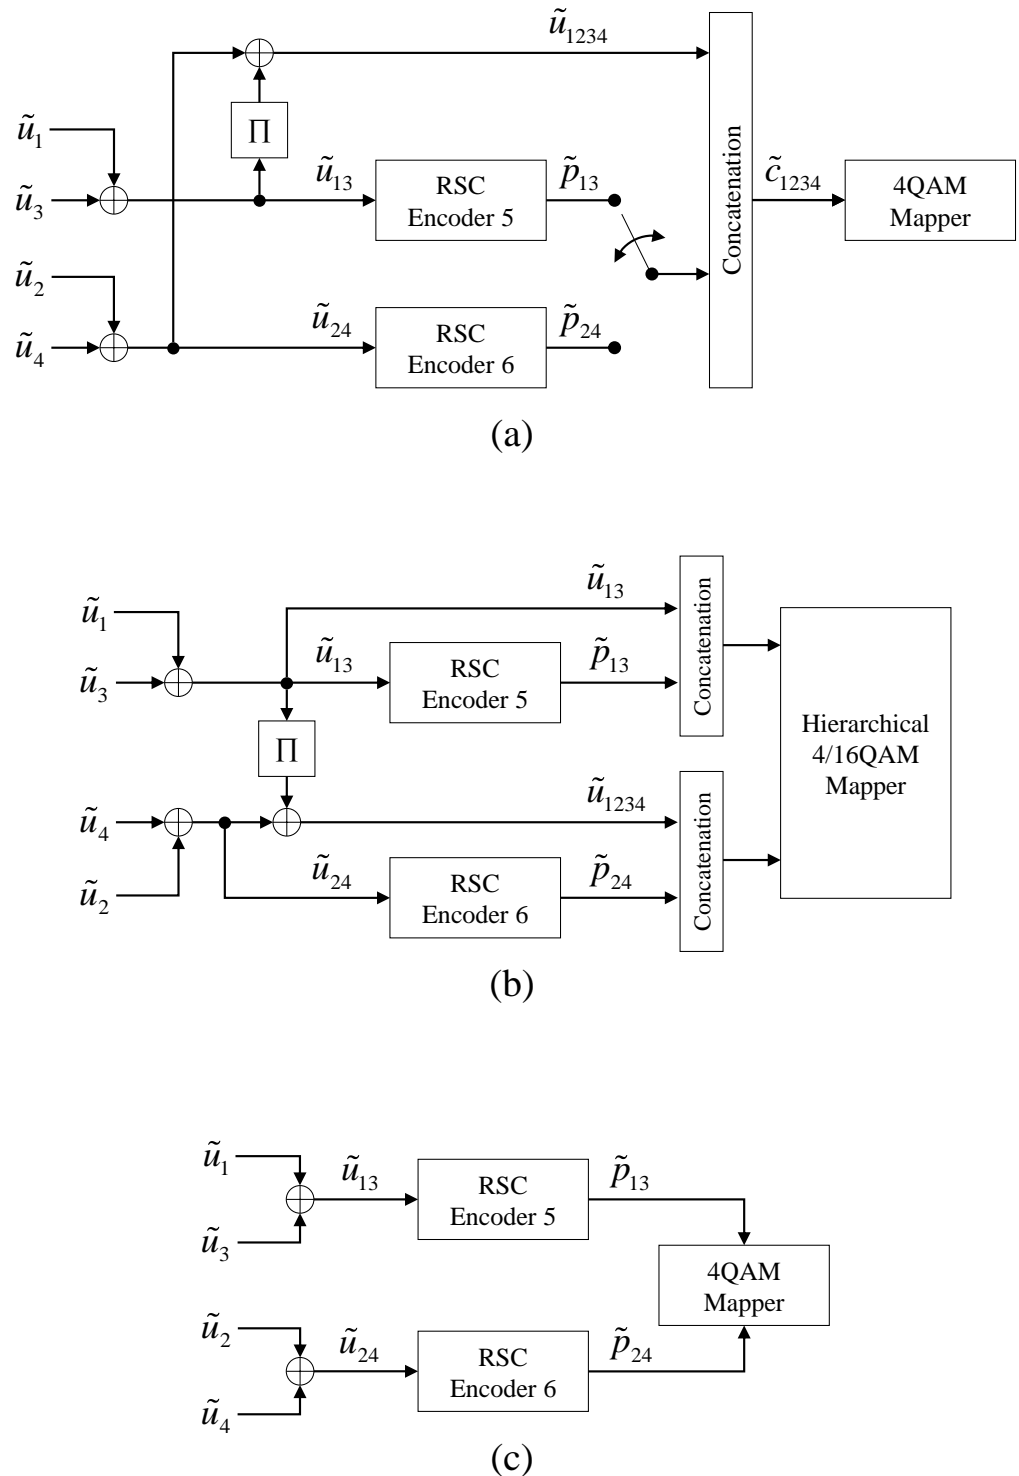 ũ₁₂₃₄
ũ₁
Π
ũ₁₃
RSC
Encoder 5
p̃₁₃
ũ₃
Concatenation
c̃₁₂₃₄
4QAM
Mapper
ũ₂
ũ₂₄
RSC
Encoder 6
p̃₂₄
ũ₄
(a)
ũ₁₃
Concatenation
ũ₁
ũ₁₃
RSC
Encoder 5
p̃₁₃
ũ₃
Π
Hierarchical
4/16QAM
Mapper
ũ₁₂₃₄
Concatenation
ũ₄
ũ₂₄
RSC
Encoder 6
p̃₂₄
ũ₂
(b)
ũ₁
ũ₁₃
RSC
Encoder 5
p̃₁₃
ũ₃
4QAM
Mapper
ũ₂
ũ₂₄
RSC
Encoder 6
p̃₂₄
ũ₄
(c)